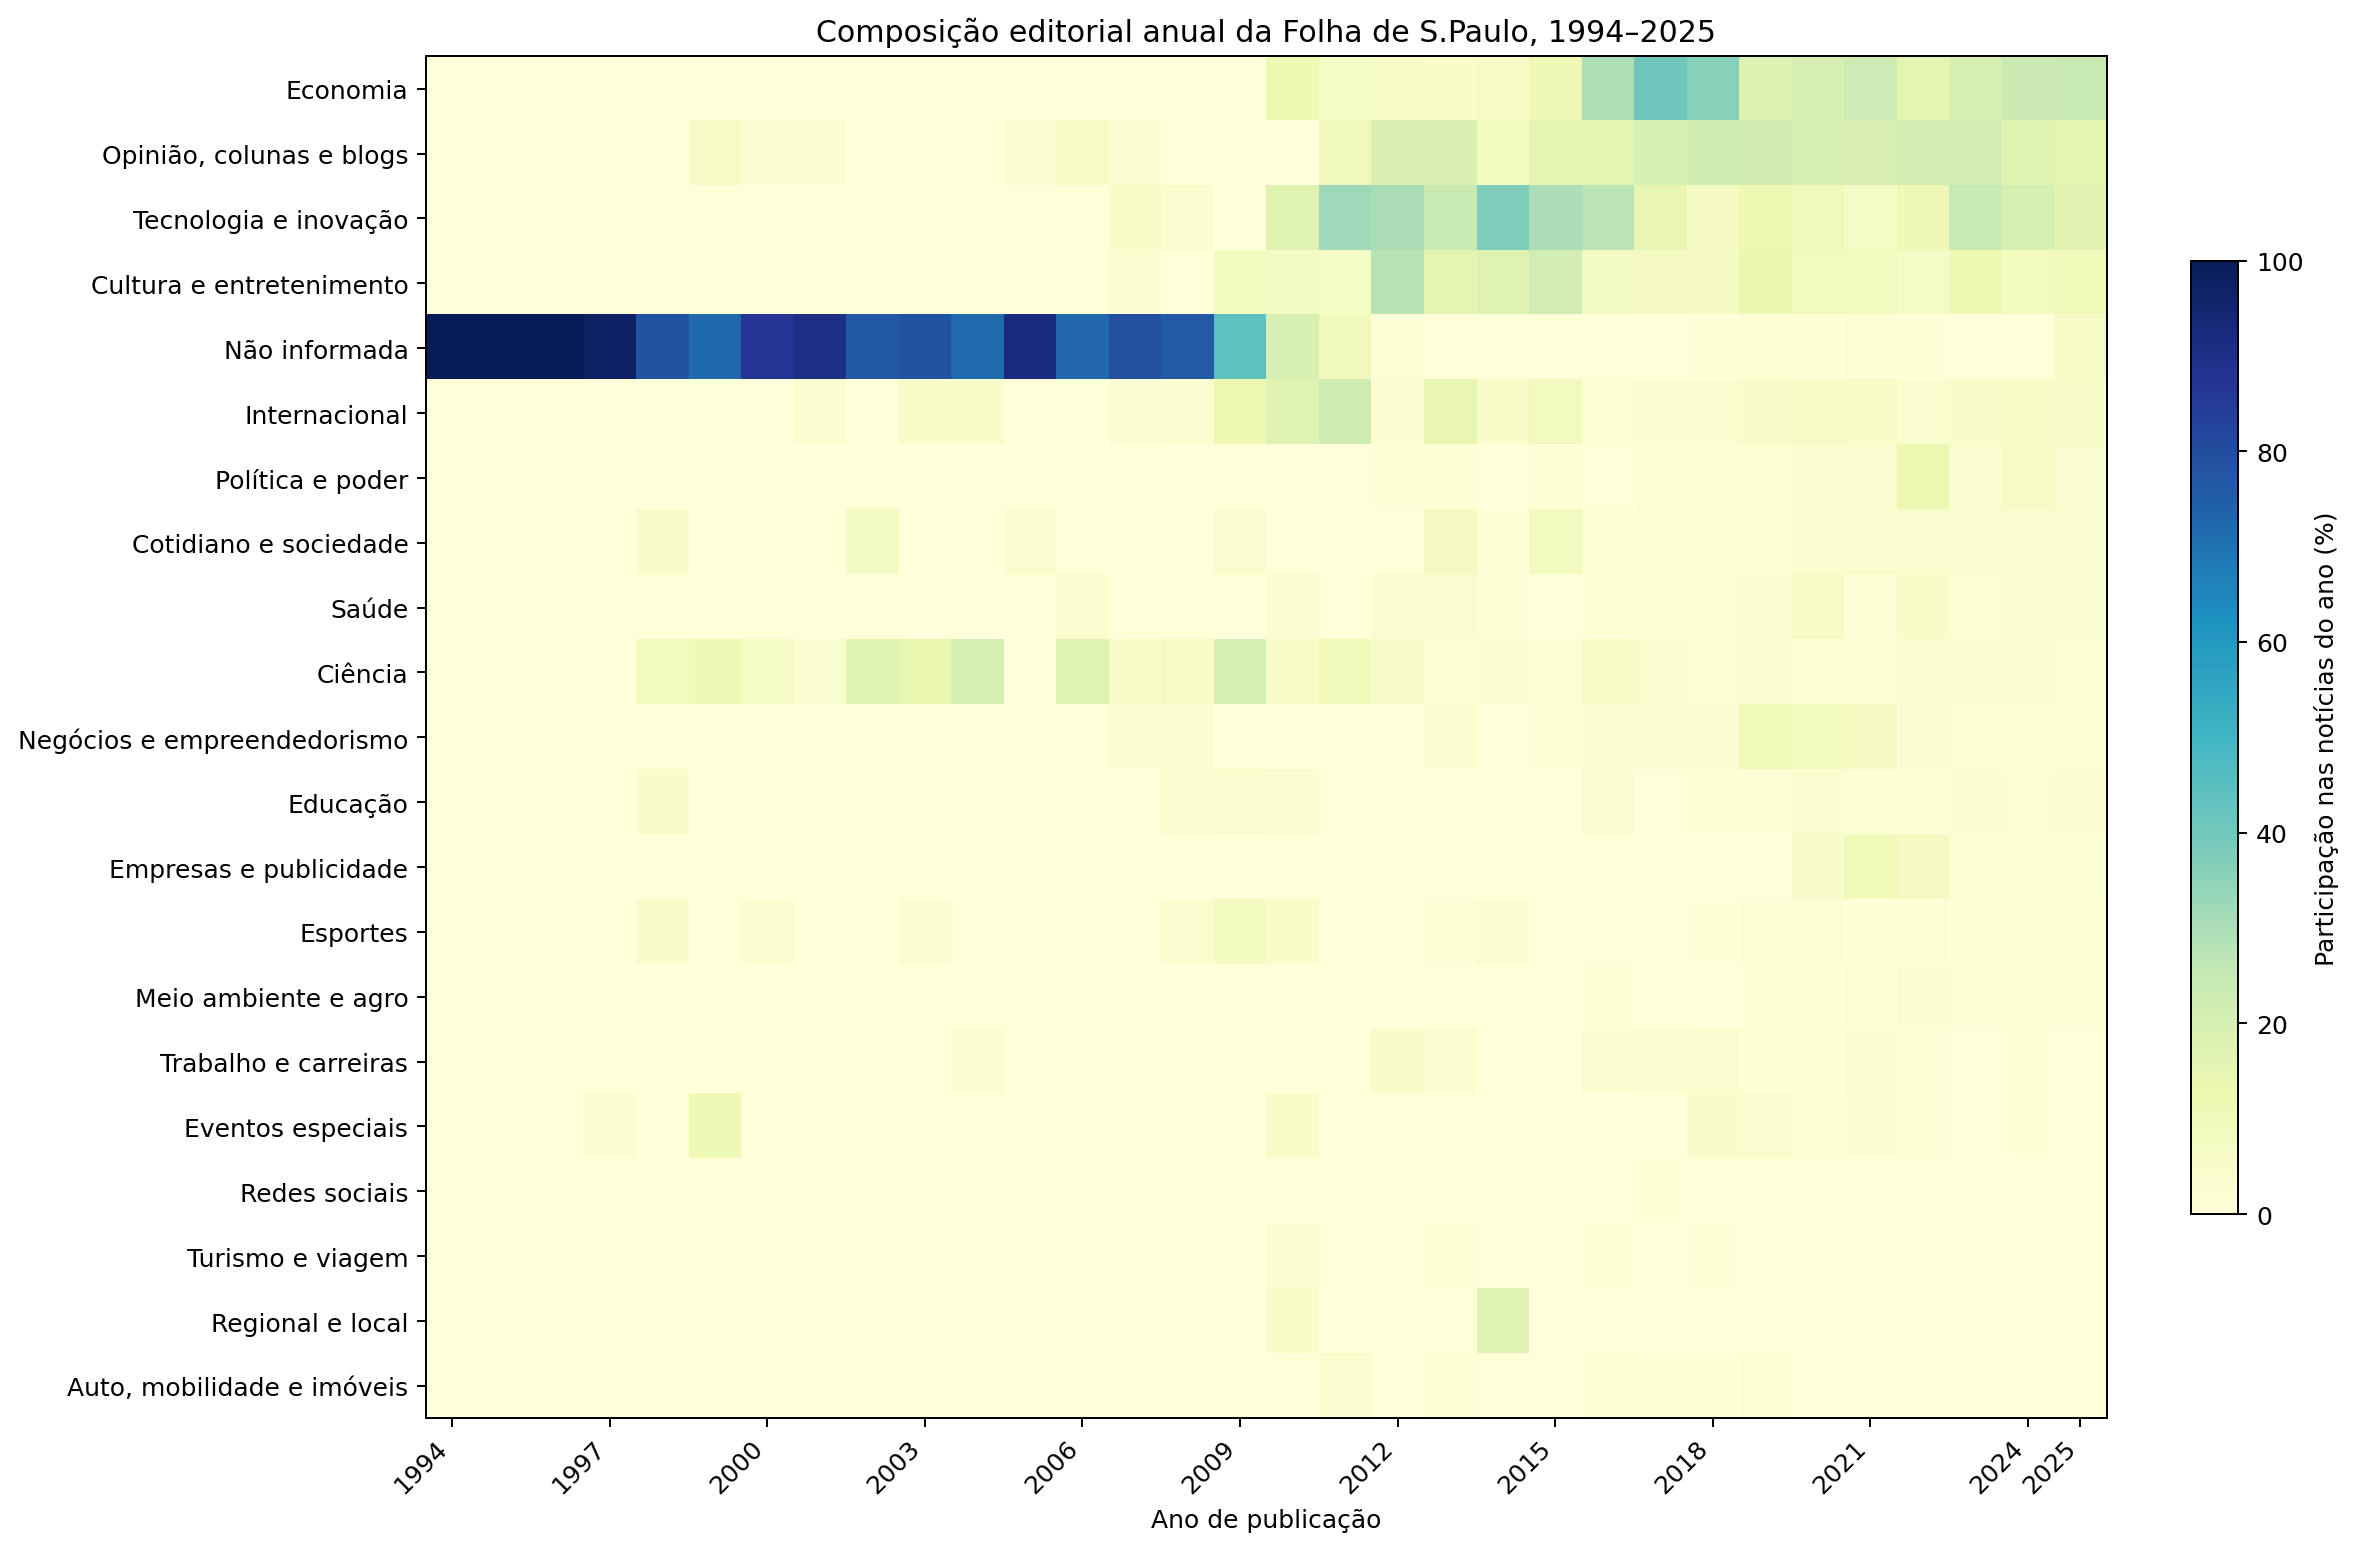 Composição editorial anual da Folha de S.Paulo, 1994–2025
Economia
Opinião, colunas e blogs
Tecnologia e inovação
Cultura e entretenimento
Não informada
Internacional
Política e poder
Cotidiano e sociedade
Saúde
Ciência
Negócios e empreendedorismo
Educação
Empresas e publicidade
Esportes
Meio ambiente e agro
Trabalho e carreiras
Eventos especiais
Redes sociais
Turismo e viagem
Regional e local
Auto, mobilidade e imóveis
1994
1997
2000
2003
2006
2009
2012
2015
2018
2021
2024
2025
Ano de publicação
100
80
60
40
20
0
Participação nas notícias do ano (%)